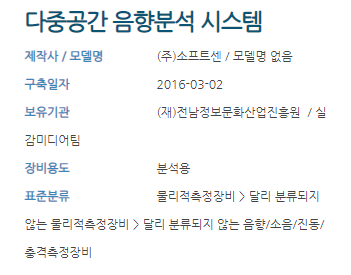 다중공간 음향분석 시스템
제작사 / 모델명 (주)소프트센 / 모델명 없음
구축일자 2016-03-02
보유기관 (재)전남정보문화산업진흥원 / 실
감미디어팀
장비용도 분석용
표준분류 물리적측정장비 > 달리 분류되지
않는 물리적측정장비 > 달리 분류되지 않는 음향/소음/진동/
충격측정장비